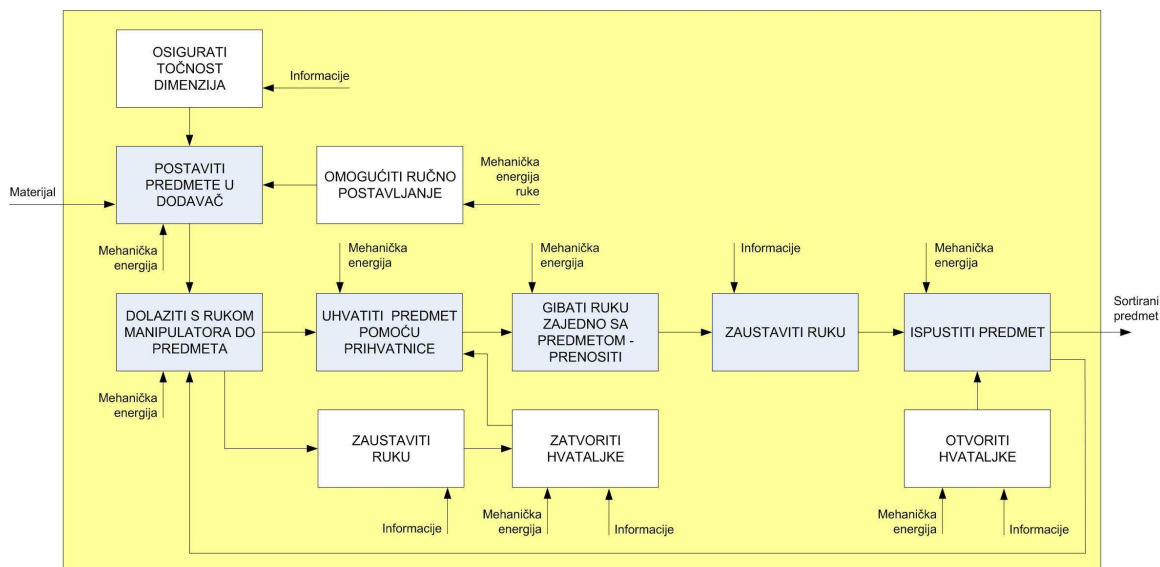 OSIGURATI
TOČNOST
DIMENZIJA
Informacije
POSTAVITI
PREDMETE U
DODAVAČ
OMOGUĆITI RUČNO
POSTAVLJANJE
Mehanička
energija
ruke
Materijal
Mehanička
energija
Mehanička
energija
Mehanička
energija
Informacije
Mehanička
energija
DOLAZITI S RUKOM
MANIPULATORA DO
PREDMETA
UHVATITI PREDMET
POMOĆU
PRIHVATNICE
GIBATI RUKU
ZAJEDNO SA
PREDMETOM -
PRENOSITI
ZAUSTAVITI RUKU
ISPUSTITI PREDMET
Sortirani
predmet
Mehanička
energija
ZAUSTAVITI
RUKU
ZATVORITI
HVATALJKE
OTVORITI
HVATALJKE
Informacije
Mehanička
energija
Informacije
Mehanička
energija
Informacije